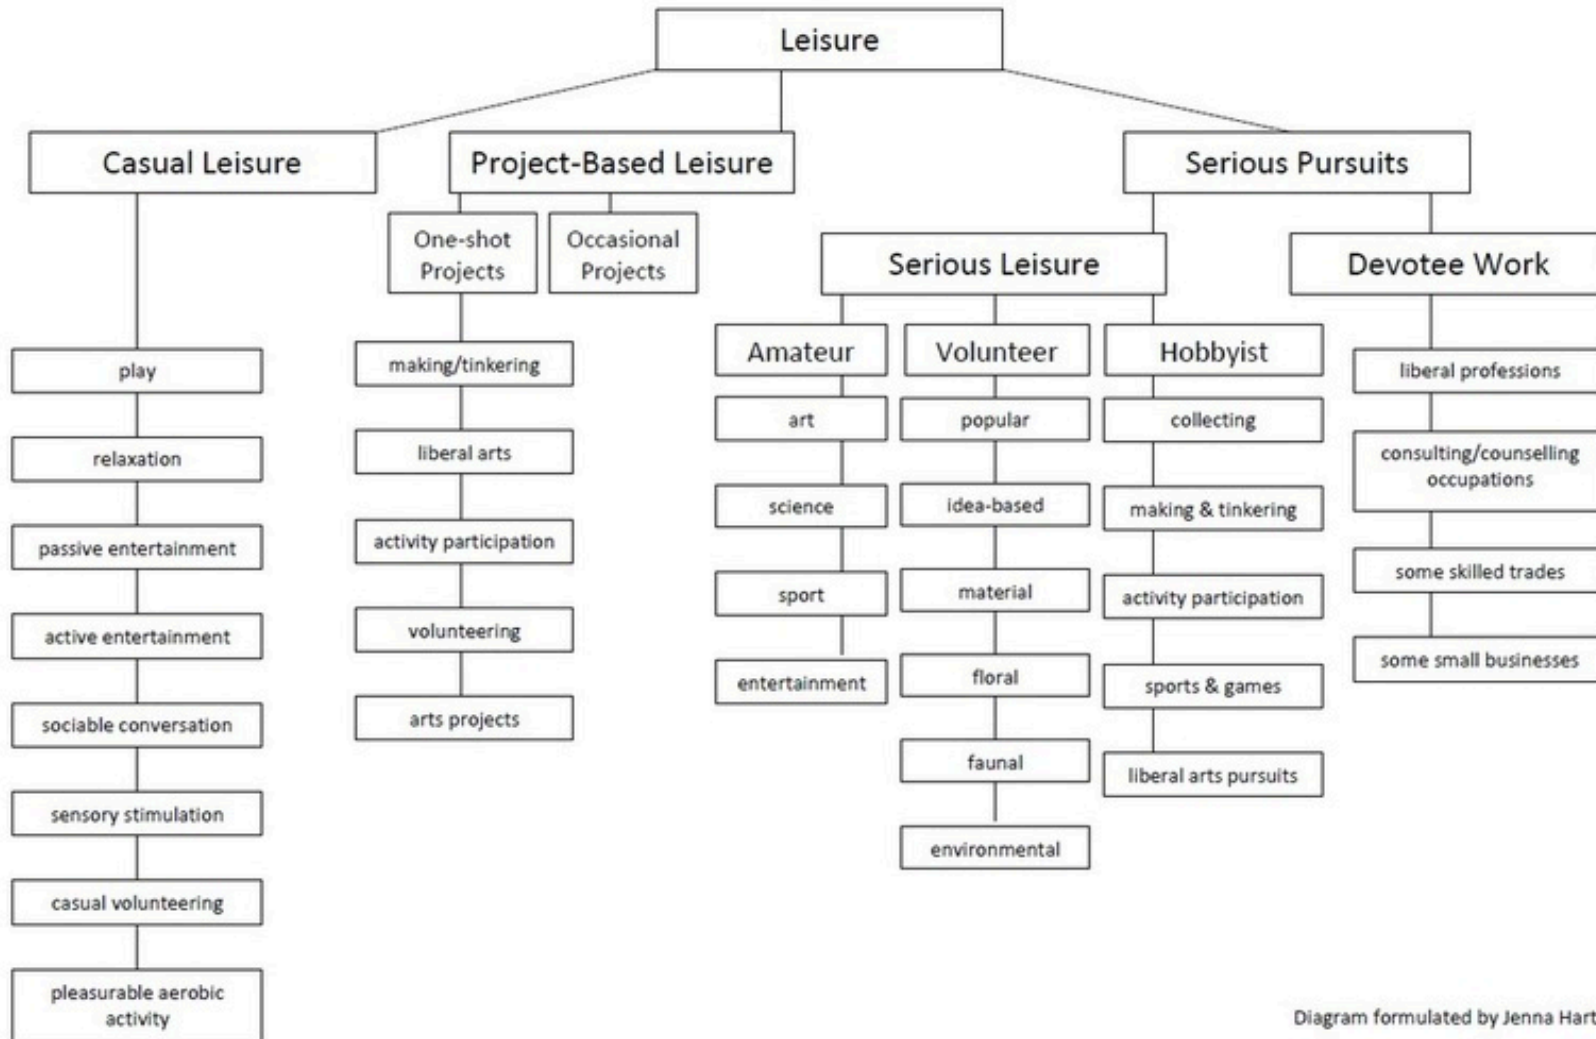 Leisure
Casual Leisure
play
relaxation
passive entertainment
active entertainment
sociable conversation
sensory stimulation
casual volunteering
pleasurable aerobic
activity
Project-Based Leisure
One-shot
Projects
making/tinkering
liberal arts
activity participation
volunteering
arts projects
Occasional
Projects
Serious Pursuits
Serious Leisure
Amateur
art
science
sport
entertainment
Volunteer
popular
idea-based
material
floral
faunal
environmental
Hobbyist
collecting
making & tinkering
activity participation
sports & games
liberal arts pursuits
Devotee Work
liberal professions
consulting/counselling
occupations
some skilled trades
some small businesses
Diagram formulated by Jenna Hart